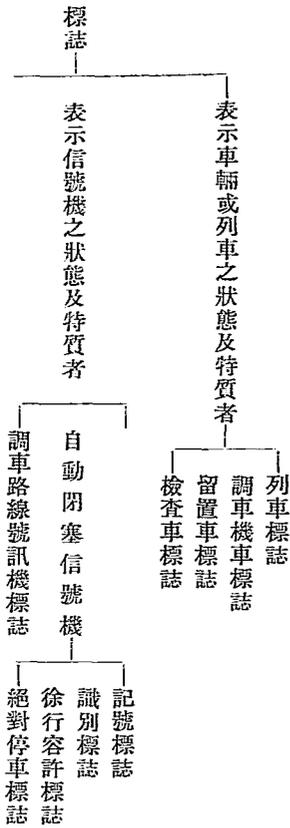 標誌
表示車輛或列車之狀態及特質者
列車標誌
調車機車標誌
留置車標誌
檢查車標誌
表示信號機之狀態及特質者
自動閉塞信號機
記號標誌
識別標誌
徐行容許標誌
絕對停車標誌
調車路線號訊機標誌